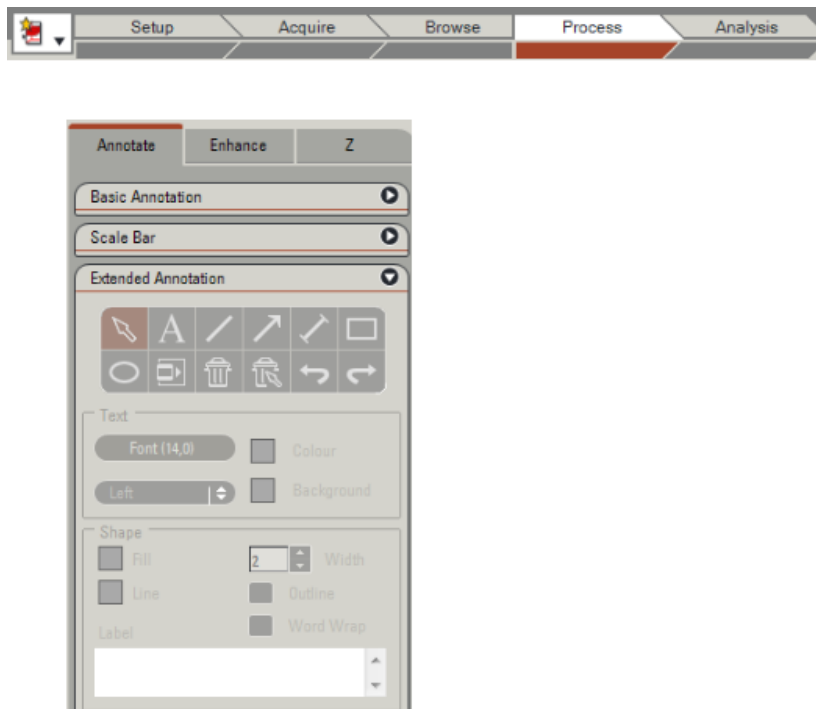 Setup Acquire Browse Process Analysis
Annotate Enhance Z
Basic Annotation
Scale Bar
Extended Annotation
A
Text
Font (14,0) Colour
Left Background
Shape
Fill 2 Width
Line Outline
Label Word Wrap